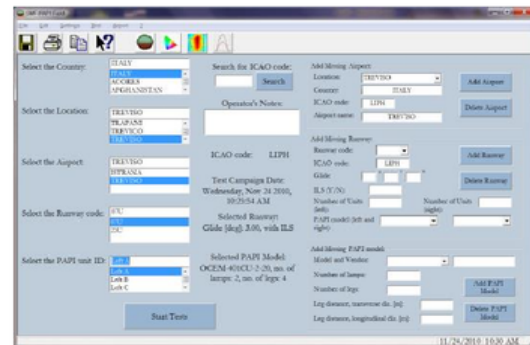 Select the Country:
ITALY
ITALY
AZORES
AFGHANISTAN
Select the Location:
TREVISO
TRAPANI
TREVICO
TREVISO
Select the Airport:
TREVISO
ISTRANA
TREVISO
Select the Runway code:
07U
07U
25U
Select the PAPI unit ID:
Left A
Left A
Left B
Left C
Start Tests
Search for ICAO code:
Search
Operator's Notes:
ICAO code: LIPH
Test Campaign Date:
Wednesday, Nov 24 2010,
10:29:54 AM
Selected Runway:
Glide [deg]: 3.00, with ILS
Selected PAPI Model:
OCEM-401CU-2-20, no. of
lamps: 2, no. of legs: 4
Add Missing Airport:
Location: TREVISO
Country: ITALY
ICAO code: LIPH
Airport name: TREVISO
Add Airport
Delete Airport
Add Missing Runway:
Runway code:
ICAO code: LIPH
Glide
ILS (Y/N):
Number of Units
(left):
Number of Units
(right):
PAPI model (left and
right):
Add Runway
Delete Runway
Add Missing PAPI model:
Model and Vendor:
Number of lamps:
Number of legs:
Leg distance, transverse dir. [m]:
Leg distance, longitudinal dir. [m]:
Add PAPI
Model
Delete PAPI
Model
11/24/2010 10:30 AM